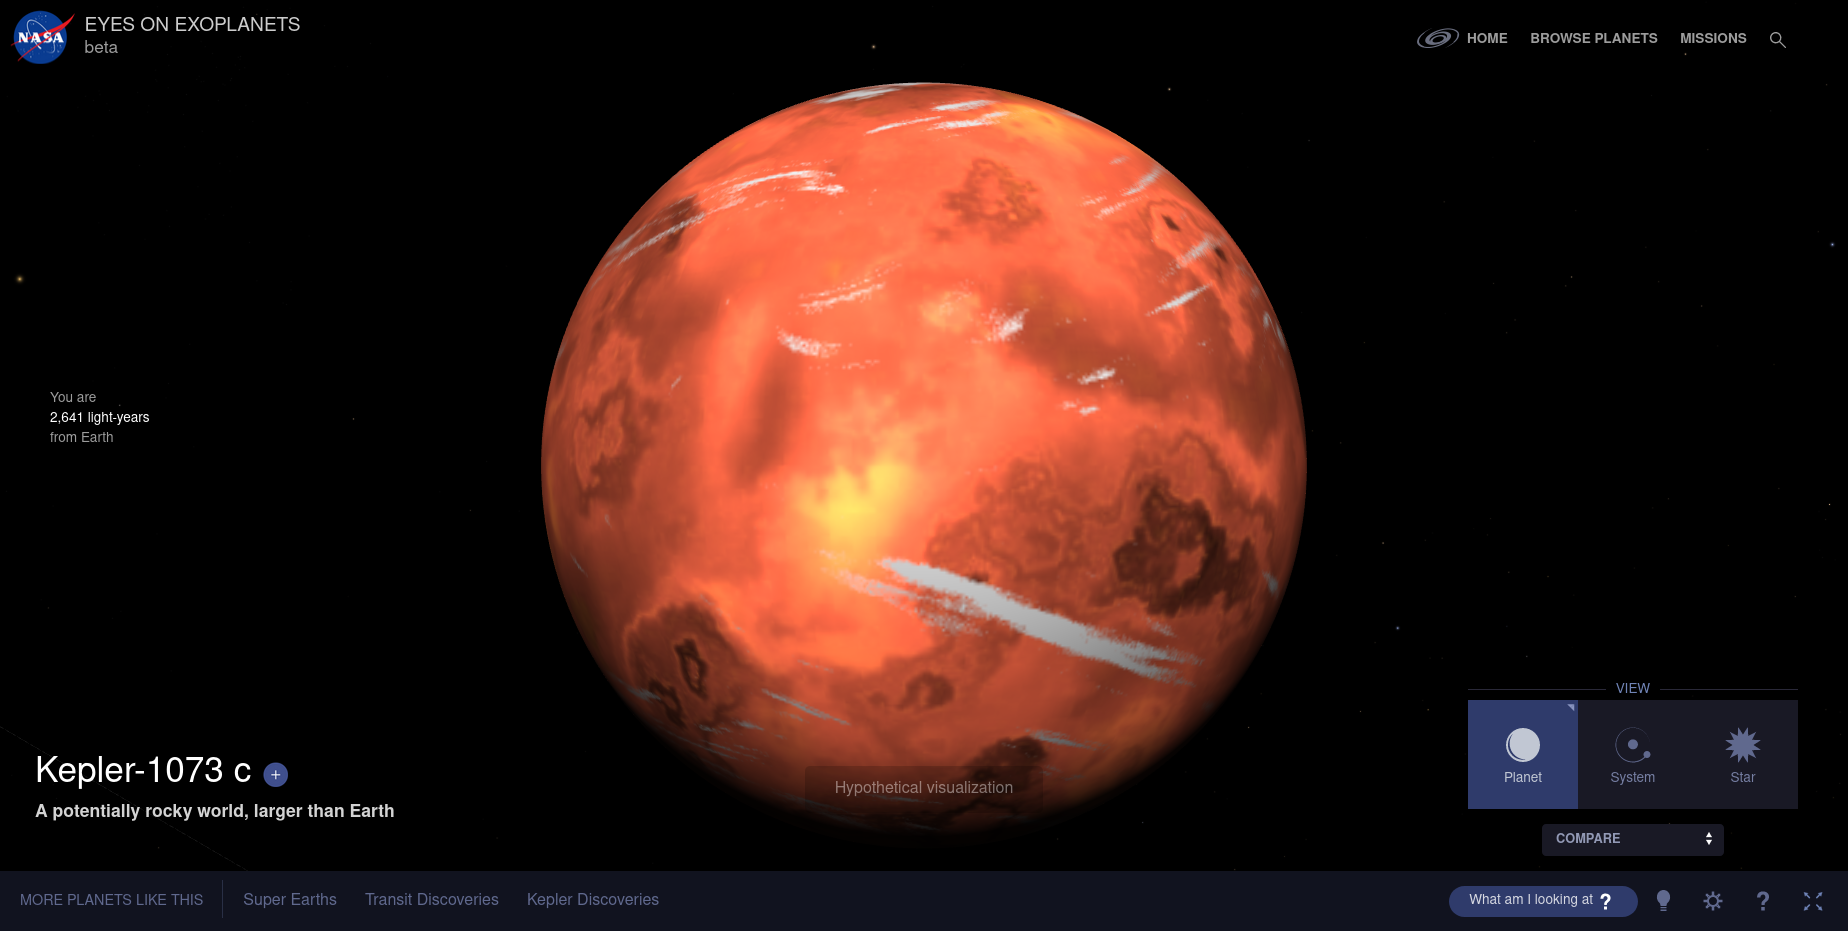 NASA
EYES ON EXOPLANETS
beta
HOME
BROWSE PLANETS
MISSIONS
You are
2,641 light-years
from Earth
Kepler-1073 c +
A potentially rocky world, larger than Earth
Hypothetical visualization
VIEW
Planet
System
Star
COMPARE
MORE PLANETS LIKE THIS
Super Earths
Transit Discoveries
Kepler Discoveries
What am I looking at ?
?